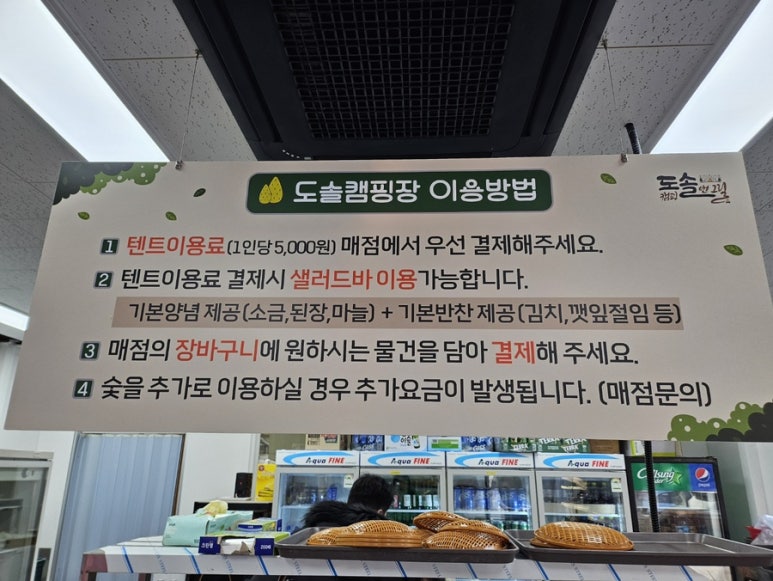 도솔캠핑장 이용방법
도솔
캠핑
1 텐트이용료(1인당 5,000원) 매점에서 우선 결제해주세요.
2 텐트이용료 결제시 샐러드바 이용가능합니다.
기본양념 제공(소금,된장,마늘) + 기본반찬 제공(김치,깻잎절임 등)
3 매점의 장바구니에 원하시는 물건을 담아 결제해 주세요.
4 숯을 추가로 이용하실 경우 추가요금이 발생됩니다. (매점문의)
A-qua FINE
A-qua FINE
A-qua FINE
A-qua FINE
Chilsung
pepsi